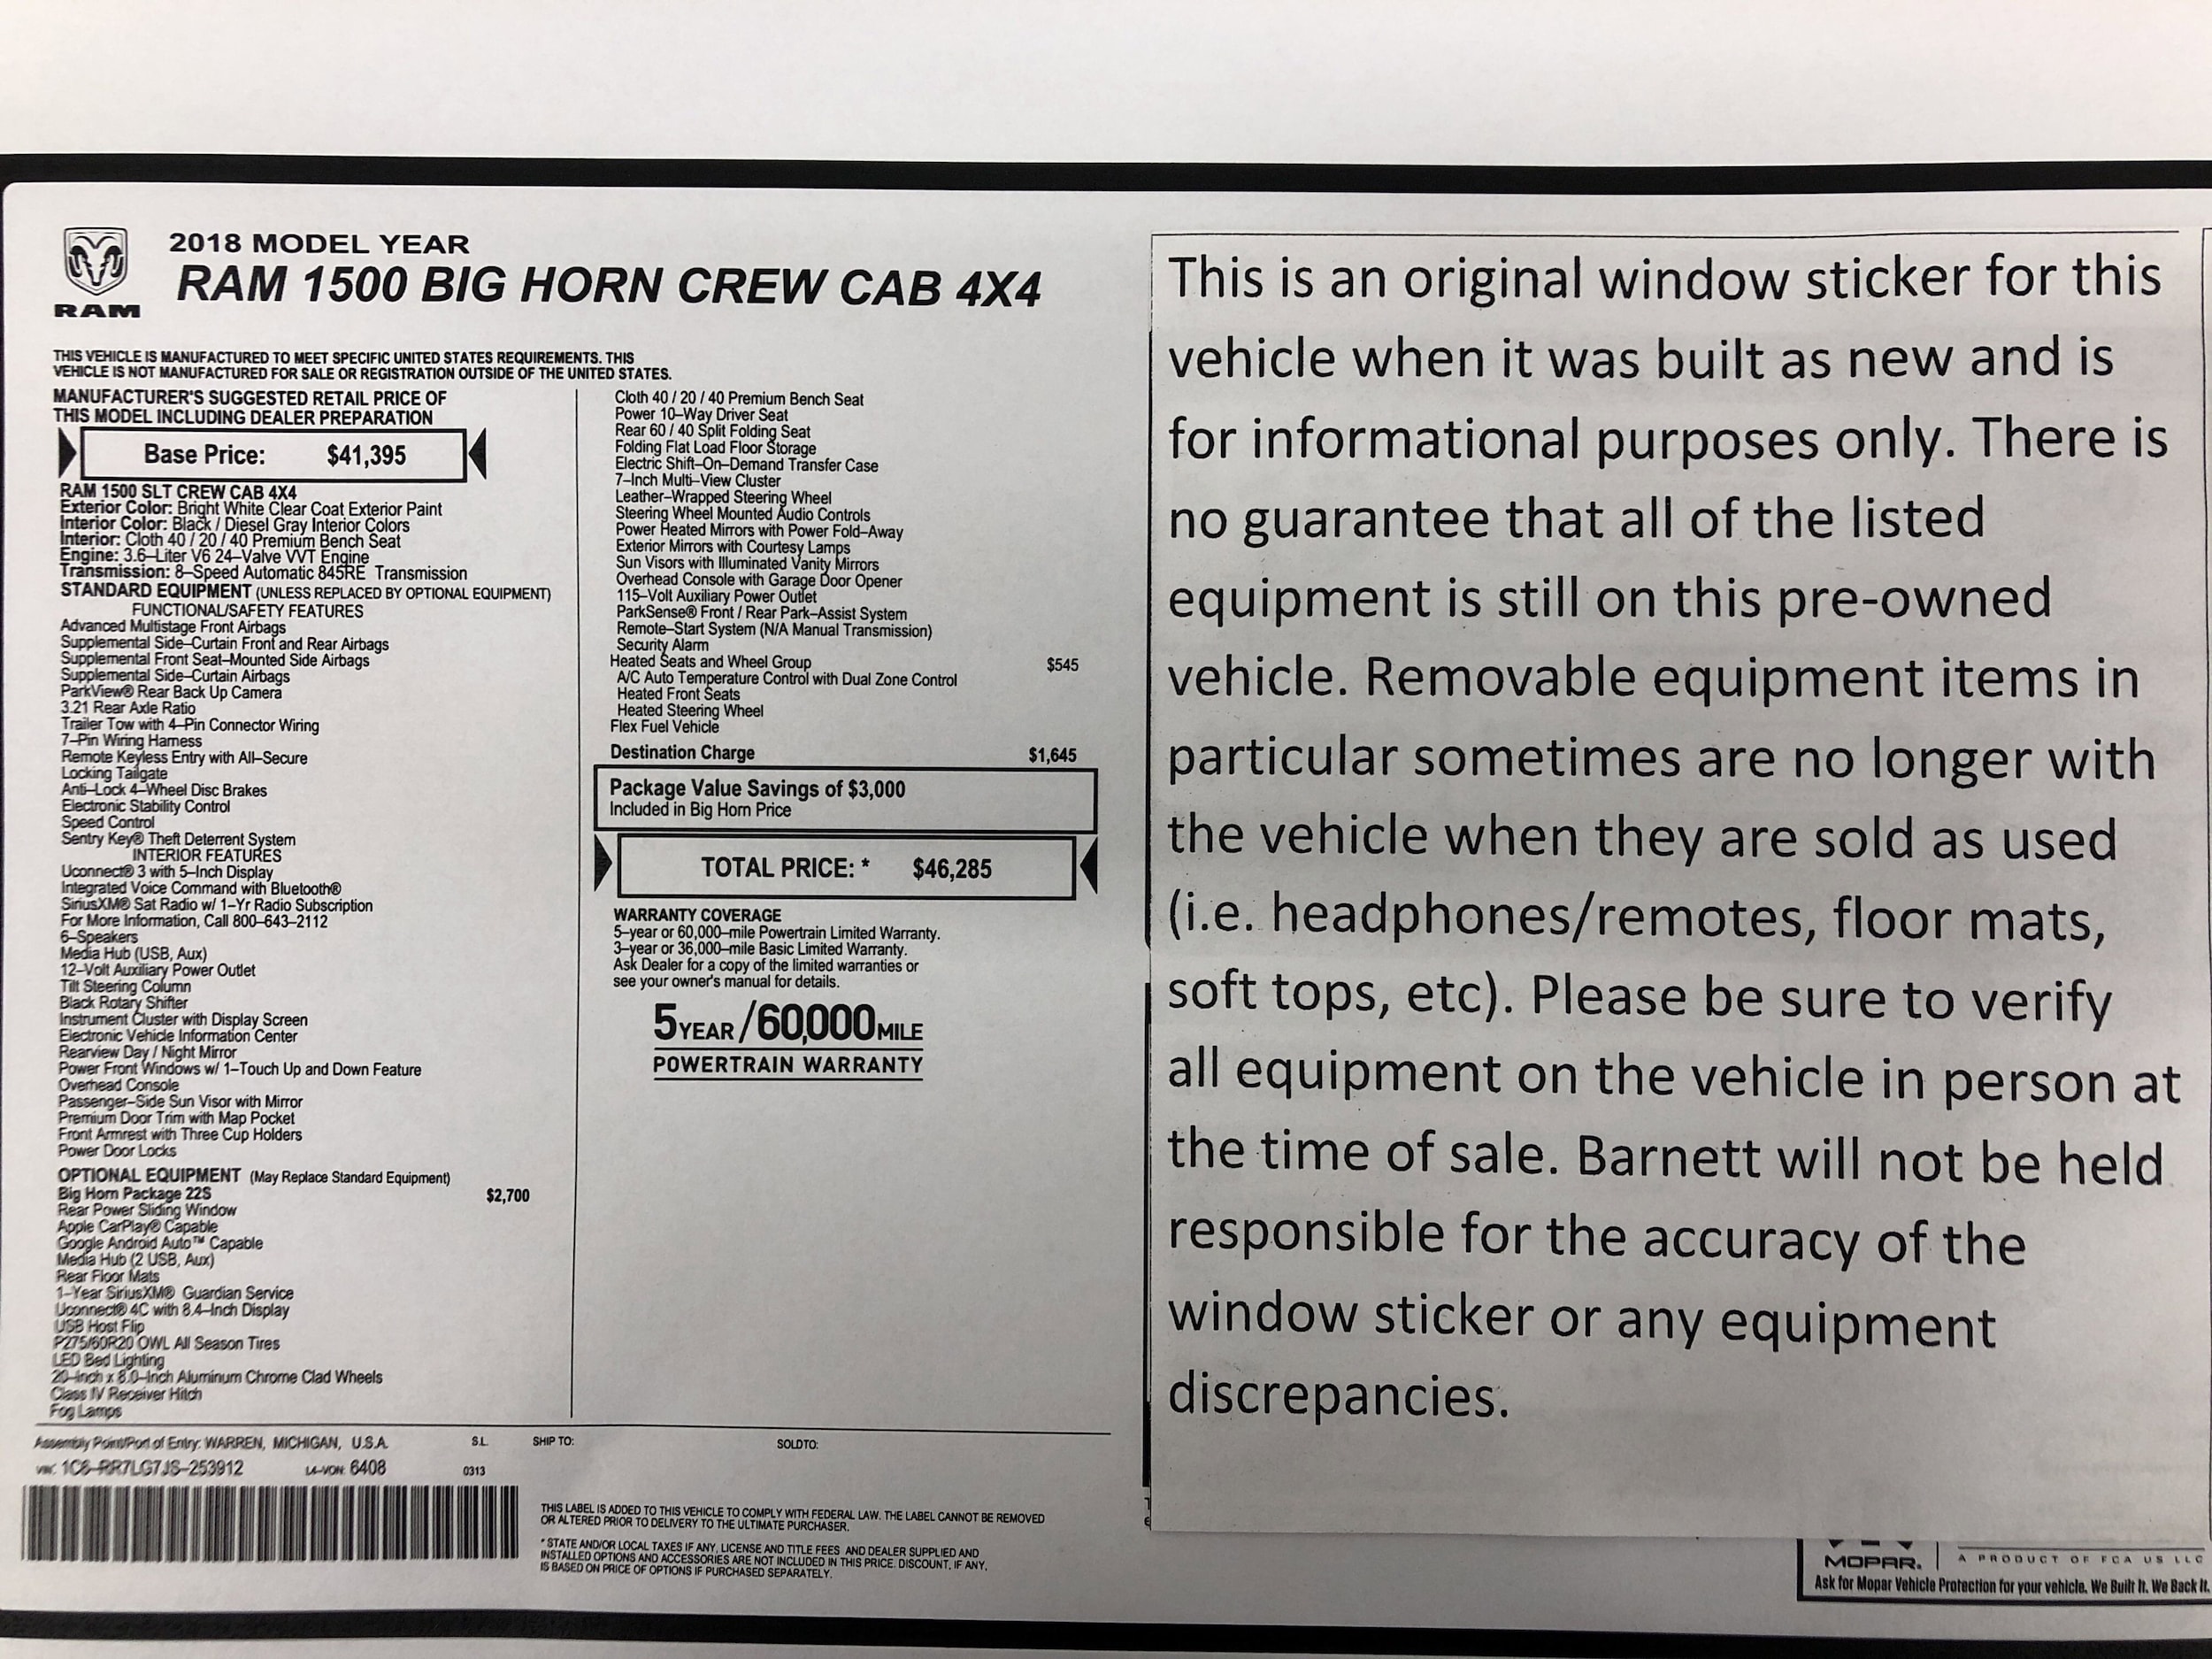 RAM
2018 MODEL YEAR
RAM 1500 BIG HORN CREW CAB 4X4
THIS VEHICLE IS MANUFACTURED TO MEET SPECIFIC UNITED STATES REQUIREMENTS. THIS
VEHICLE IS NOT MANUFACTURED FOR SALE OR REGISTRATION OUTSIDE OF THE UNITED STATES.
MANUFACTURER'S SUGGESTED RETAIL PRICE OF
THIS MODEL INCLUDING DEALER PREPARATION
Base Price: $41,395
RAM 1500 SLT CREW CAB 4X4
Exterior Color: Bright White Clear Coat Exterior Paint
Interior Color: Black / Diesel Gray Interior Colors
Interior: Cloth 40 / 20 / 40 Premium Bench Seat
Engine: 3.6–Liter V6 24–Valve VVT Engine
Transmission: 8–Speed Automatic 845RE Transmission
STANDARD EQUIPMENT (UNLESS REPLACED BY OPTIONAL EQUIPMENT)
FUNCTIONAL/SAFETY FEATURES
Advanced Multistage Front Airbags
Supplemental Side–Curtain Front and Rear Airbags
Supplemental Front Seat–Mounted Side Airbags
Supplemental Side–Curtain Airbags
ParkView® Rear Back Up Camera
3.21 Rear Axle Ratio
Trailer Tow with 4–Pin Connector Wiring
7–Pin Wiring Harness
Remote Keyless Entry with All–Secure
Locking Tailgate
Anti–Lock 4–Wheel Disc Brakes
Electronic Stability Control
Speed Control
Sentry Key® Theft Deterrent System
INTERIOR FEATURES
Uconnect® 3 with 5–Inch Display
Integrated Voice Command with Bluetooth®
SiriusXM® Sat Radio w/ 1–Yr Radio Subscription
For More Information, Call 800–643–2112
6–Speakers
Media Hub (USB, Aux)
12–Volt Auxiliary Power Outlet
Tilt Steering Column
Black Rotary Shifter
Instrument Cluster with Display Screen
Electronic Vehicle Information Center
Rearview Day / Night Mirror
Power Front Windows w/ 1–Touch Up and Down Feature
Overhead Console
Passenger–Side Sun Visor with Mirror
Premium Door Trim with Map Pocket
Front Armrest with Three Cup Holders
Power Door Locks
OPTIONAL EQUIPMENT (May Replace Standard Equipment)
Big Horn Package 22S $2,700
Rear Power Sliding Window
Apple CarPlay® Capable
Google Android Auto™ Capable
Media Hub (2 USB, Aux)
Rear Floor Mats
1–Year SiriusXM® Guardian Service
Uconnect® 4C with 8.4–Inch Display
USB Host Flip
P275/60R20 OWL All Season Tires
LED Bed Lighting
20–Inch x 8.0–Inch Aluminum Chrome Clad Wheels
Class IV Receiver Hitch
Fog Lamps
Cloth 40 / 20 / 40 Premium Bench Seat
Power 10–Way Driver Seat
Rear 60 / 40 Split Folding Seat
Folding Flat Load Floor Storage
Electric Shift–On–Demand Transfer Case
7–Inch Multi–View Cluster
Leather–Wrapped Steering Wheel
Steering Wheel Mounted Audio Controls
Power Heated Mirrors with Power Fold–Away
Exterior Mirrors with Courtesy Lamps
Sun Visors with Illuminated Vanity Mirrors
Overhead Console with Garage Door Opener
115–Volt Auxiliary Power Outlet
ParkSense® Front / Rear Park–Assist System
Remote–Start System (N/A Manual Transmission)
Security Alarm
Heated Seats and Wheel Group $545
A/C Auto Temperature Control with Dual Zone Control
Heated Front Seats
Heated Steering Wheel
Flex Fuel Vehicle
Destination Charge $1,645
Package Value Savings of $3,000
Included in Big Horn Price
TOTAL PRICE: * $46,285
WARRANTY COVERAGE
5–year or 60,000–mile Powertrain Limited Warranty.
3–year or 36,000–mile Basic Limited Warranty.
Ask Dealer for a copy of the limited warranties or
see your owner's manual for details.
5 YEAR / 60,000 MILE
POWERTRAIN WARRANTY
Assembly Point/Port of Entry: WARREN, MICHIGAN, U.S.A. S.L. SHIP TO: SOLD TO:
VIN: 1C6–RR7LG7JS–253912 L4–VON: 6408 0313
THIS LABEL IS ADDED TO THIS VEHICLE TO COMPLY WITH FEDERAL LAW. THE LABEL CANNOT BE REMOVED
OR ALTERED PRIOR TO DELIVERY TO THE ULTIMATE PURCHASER.
* STATE AND/OR LOCAL TAXES IF ANY, LICENSE AND TITLE FEES AND DEALER SUPPLIED AND
INSTALLED OPTIONS AND ACCESSORIES ARE NOT INCLUDED IN THIS PRICE. DISCOUNT, IF ANY,
IS BASED ON PRICE OF OPTIONS IF PURCHASED SEPARATELY.
This is an original window sticker for this
vehicle when it was built as new and is
for informational purposes only. There is
no guarantee that all of the listed
equipment is still on this pre-owned
vehicle. Removable equipment items in
particular sometimes are no longer with
the vehicle when they are sold as used
(i.e. headphones/remotes, floor mats,
soft tops, etc). Please be sure to verify
all equipment on the vehicle in person at
the time of sale. Barnett will not be held
responsible for the accuracy of the
window sticker or any equipment
discrepancies.
MOPAR. A PRODUCT OF FCA US LLC
Ask for Mopar Vehicle Protection for your vehicle. We Built It. We Back It.